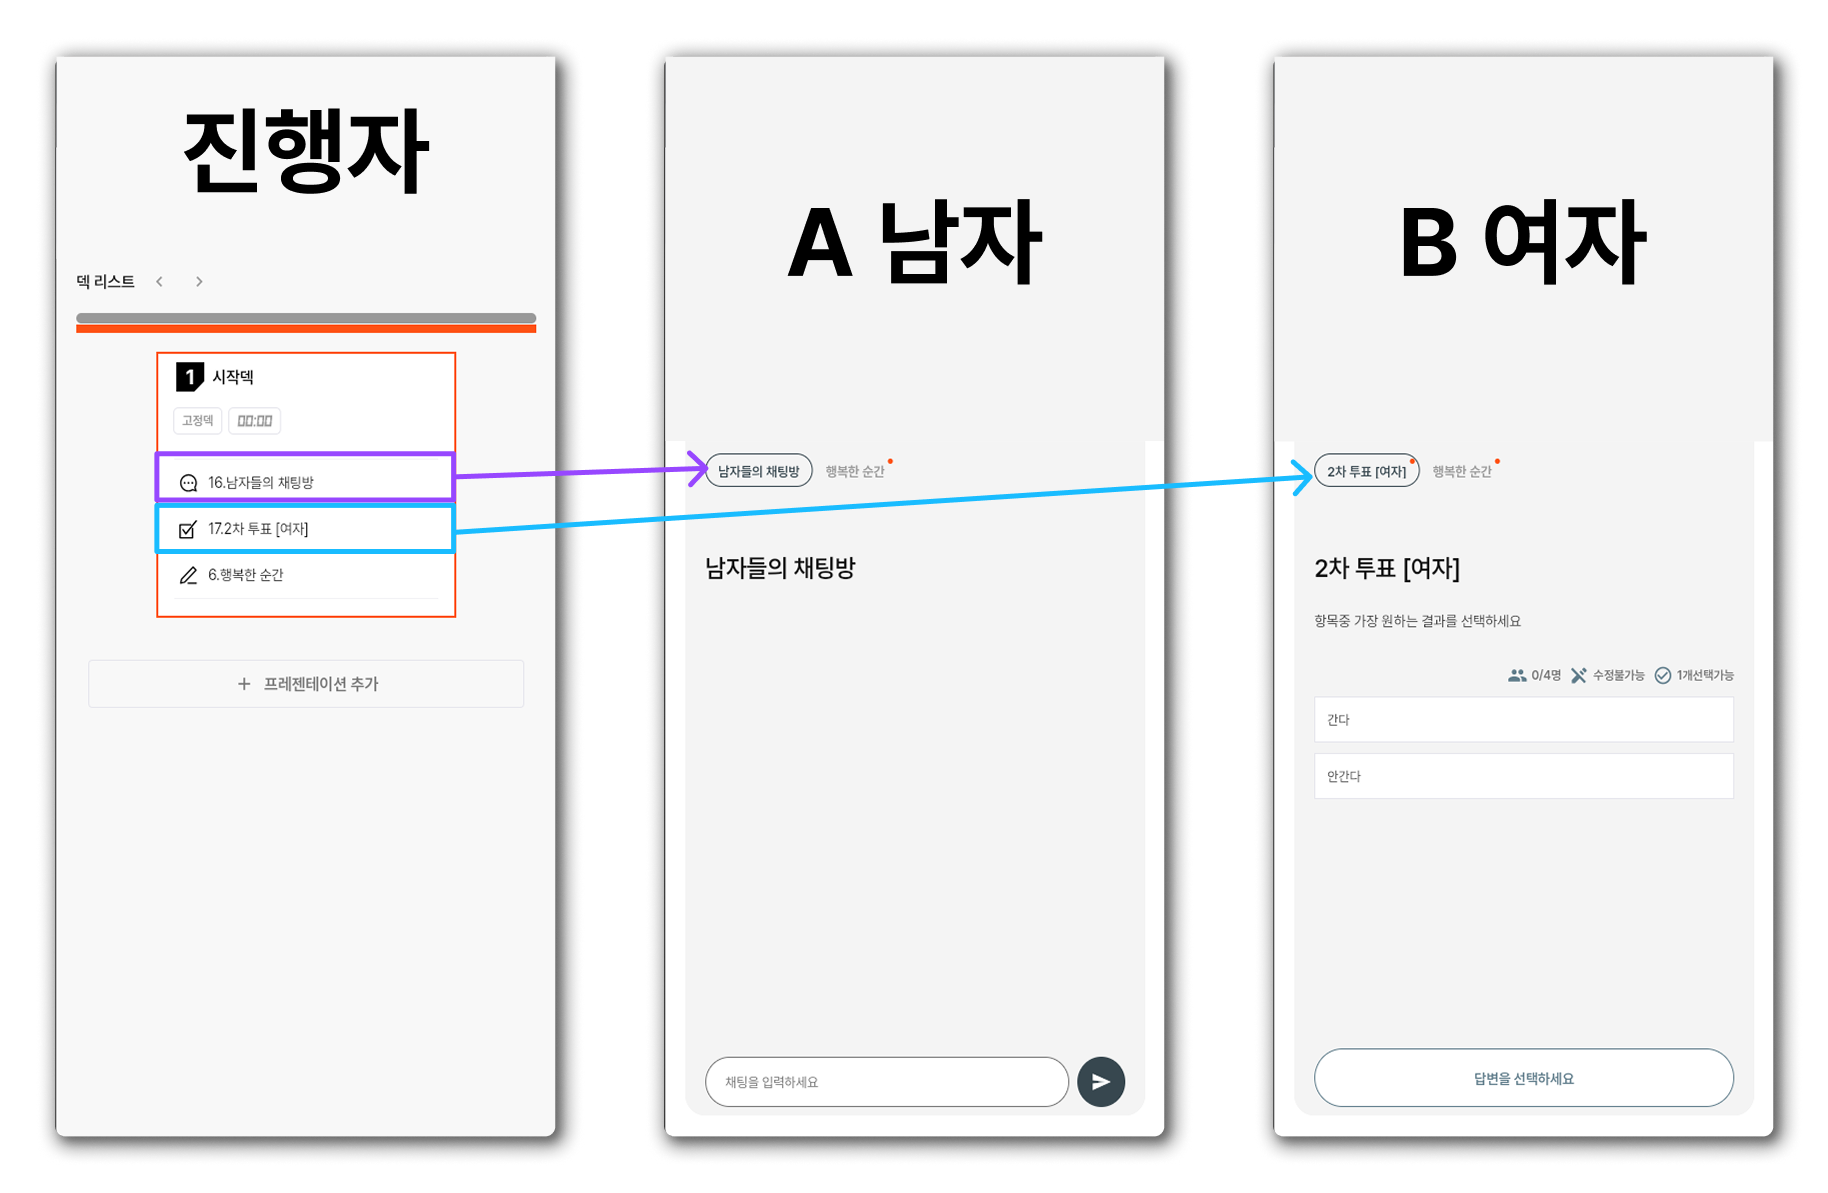 진행자
덱 리스트
1 시작덱
고정덱 00:00
16.남자들의 채팅방
17.2차 투표 [여자]
6.행복한 순간
+ 프레젠테이션 추가
A 남자
남자들의 채팅방 행복한 순간
남자들의 채팅방
채팅을 입력하세요
B 여자
2차 투표 [여자] 행복한 순간
2차 투표 [여자]
항목중 가장 원하는 결과를 선택하세요
0/4명 수정불가능 1개선택가능
간다
안간다
답변을 선택하세요